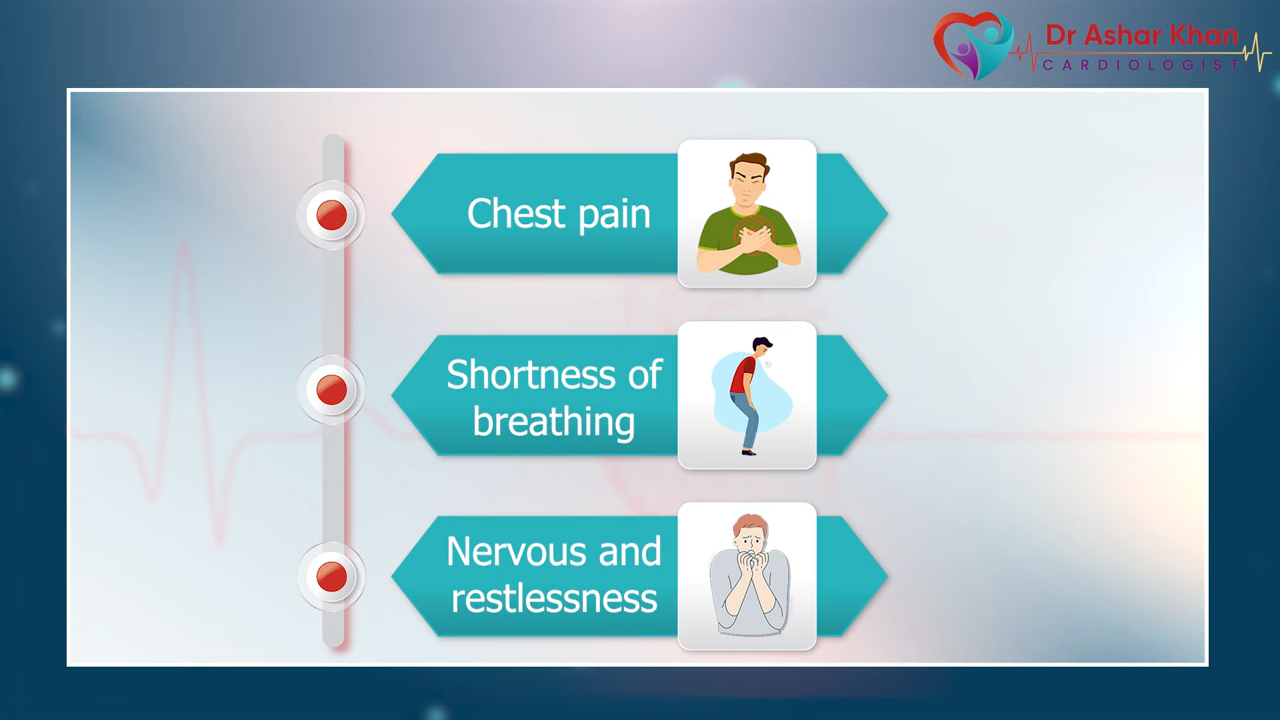 Dr Ashar Khan
CARDIOLOGIST
Chest pain
Shortness of
breathing
Nervous and
restlessness